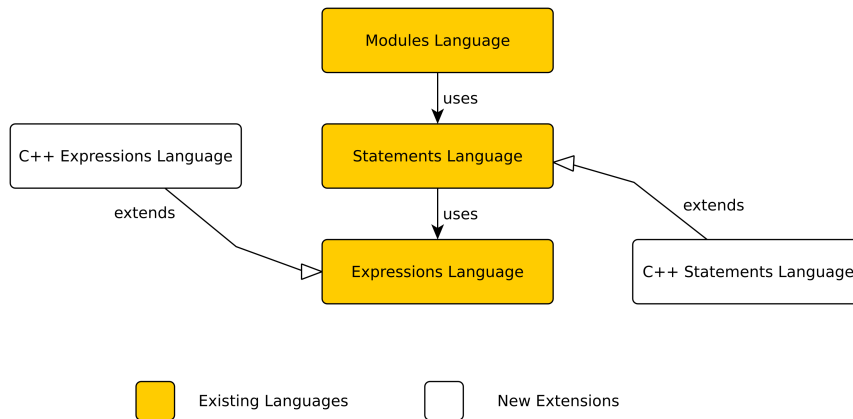 Modules Language
uses
C++ Expressions Language
Statements Language
extends
uses
extends
Expressions Language
C++ Statements Language
Existing Languages
New Extensions